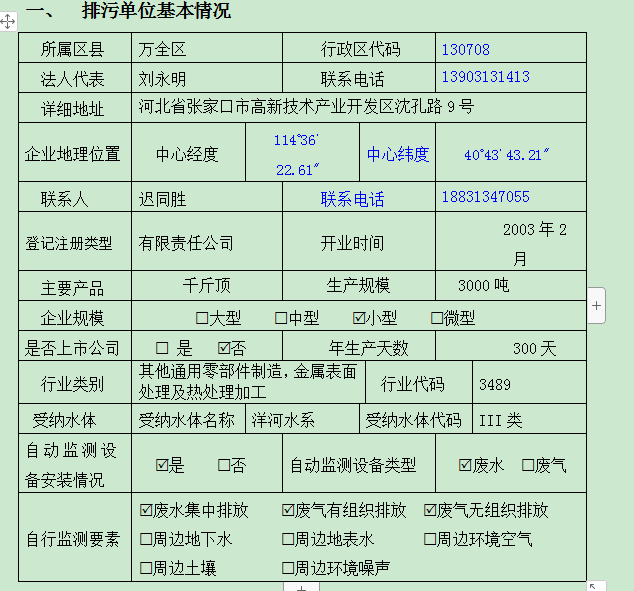 一、 排污单位基本情况
所属区县 万全区 行政区代码 130708
法人代表 刘永明 联系电话 13903131413
详细地址 河北省张家口市高新技术产业开发区沈孔路 9 号
企业地理位置 中心经度 114°36′ 22.61″ 中心纬度 40°43′43.21″
联系人 迟同胜 联系电话 18831347055
登记注册类型 有限责任公司 开业时间 2003 年 2 月
主要产品 千斤顶 生产规模 3000 吨
企业规模 □大型 □中型 ☑小型 □微型
是否上市公司 □ 是 ☑否 年生产天数 300 天
行业类别 其他通用零部件制造，金属表面处理及热处理加工 行业代码 3489
受纳水体 受纳水体名称 洋河水系 受纳水体代码 III 类
自动监测设备安装情况 ☑是 □否 自动监测设备类型 ☑废水 □废气
自行监测要素 ☑废水集中排放 ☑废气有组织排放 ☑废气无组织排放
□周边地下水 □周边地表水 □周边环境空气
□周边土壤 □周边环境噪声